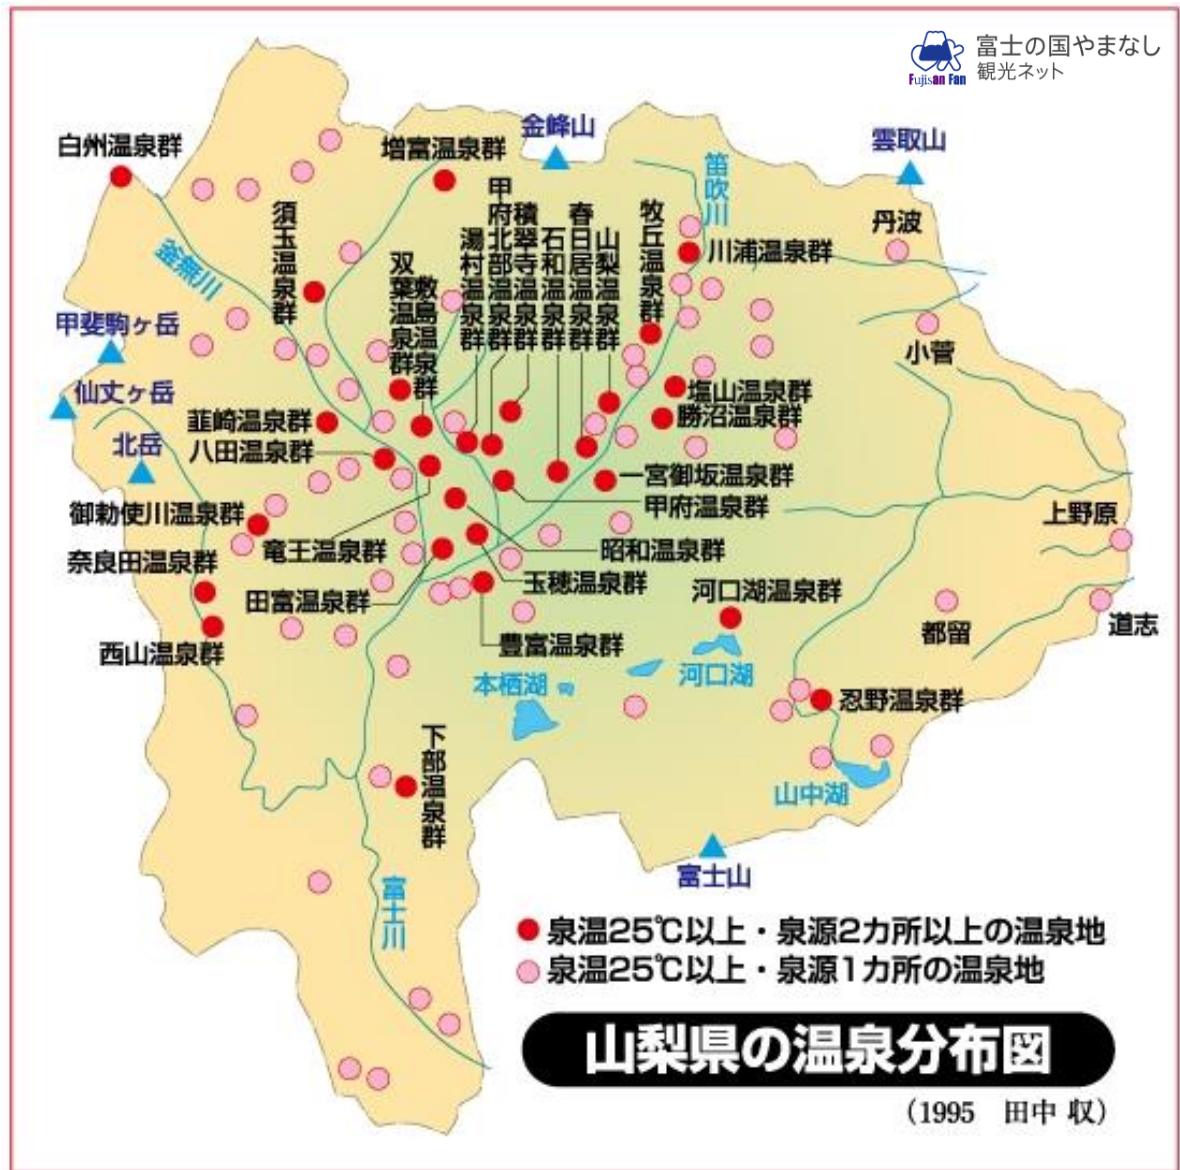 富士の国やまなし
観光ネット
Fujisan Fan
金峰山
雲取山
白州温泉群
増富温泉群
笛吹川
丹波
須玉温泉群
双葉温泉群
敷島温泉群
湯村温泉群
甲府北部温泉群
積翠寺温泉群
石和温泉群
春日居温泉群
山梨温泉群
牧丘温泉群
川浦温泉群
釜無川
甲斐駒ヶ岳
小菅
仙丈ヶ岳
塩山温泉群
韮崎温泉群
勝沼温泉群
北岳
八田温泉群
一宮御坂温泉群
御勅使川温泉群
甲府温泉群
上野原
奈良田温泉群
竜王温泉群
昭和温泉群
田富温泉群
玉穂温泉群
河口湖温泉群
都留
道志
西山温泉群
豊富温泉群
本栖湖
河口湖
忍野温泉群
下部温泉群
山中湖
富士山
富士川
泉温25℃以上・泉源2カ所以上の温泉地
泉温25℃以上・泉源1カ所の温泉地
山梨県の温泉分布図
（1995　田中 収）